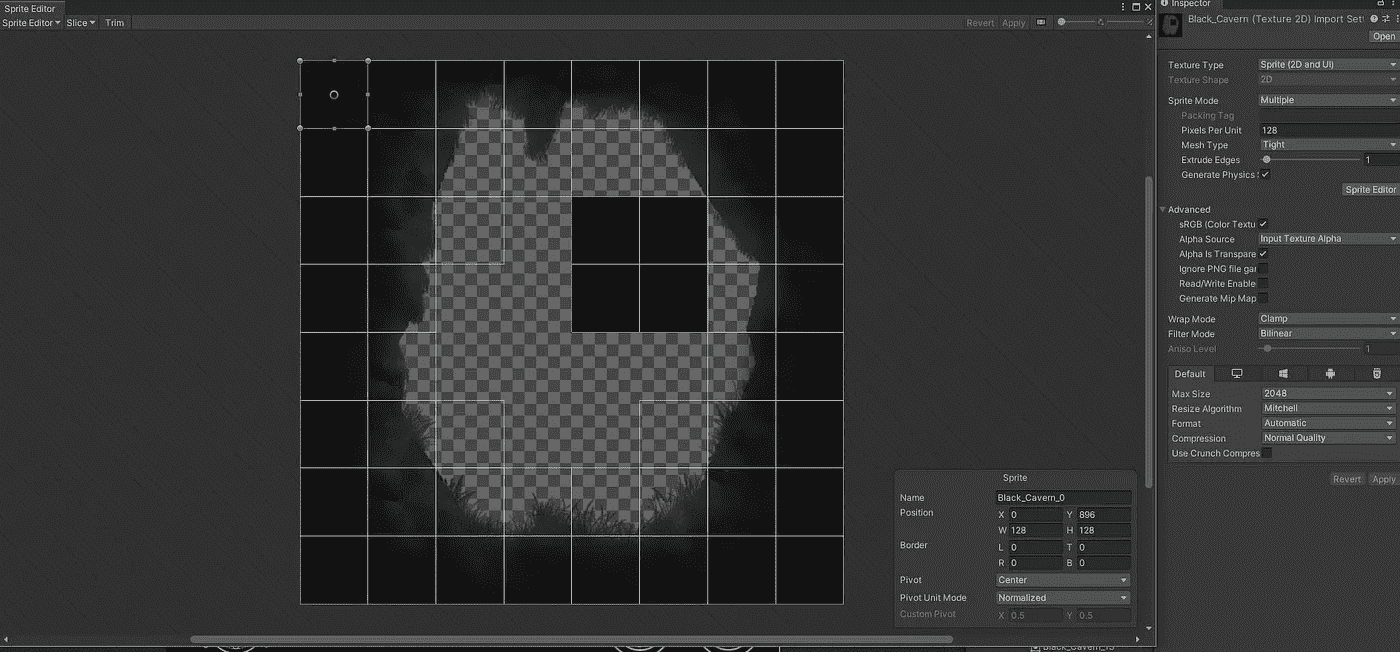 Sprite Editor
Sprite Editor Slice Trim Revert Apply
Sprite
Name Black_Cavern_0
Position X 0 Y 896
W 128 H 128
Border L 0 T 0
R 0 B 0
Pivot Center
Pivot Unit Mode Normalized
Custom Pivot X 0.5 Y 0.5
Inspector
Black_Cavern (Texture 2D) Import Set
Open
Texture Type Sprite (2D and UI)
Texture Shape 2D
Sprite Mode Multiple
Packing Tag
Pixels Per Unit 128
Mesh Type Tight
Extrude Edges 1
Generate Physics
Sprite Editor
Advanced
sRGB (Color Textu
Alpha Source Input Texture Alpha
Alpha Is Transpare
Ignore PNG file gar
Read/Write Enable
Generate Mip Map
Wrap Mode Clamp
Filter Mode Bilinear
Aniso Level 1
Default
Max Size 2048
Resize Algorithm Mitchell
Format Automatic
Compression Normal Quality
Use Crunch Compres
Revert Apply